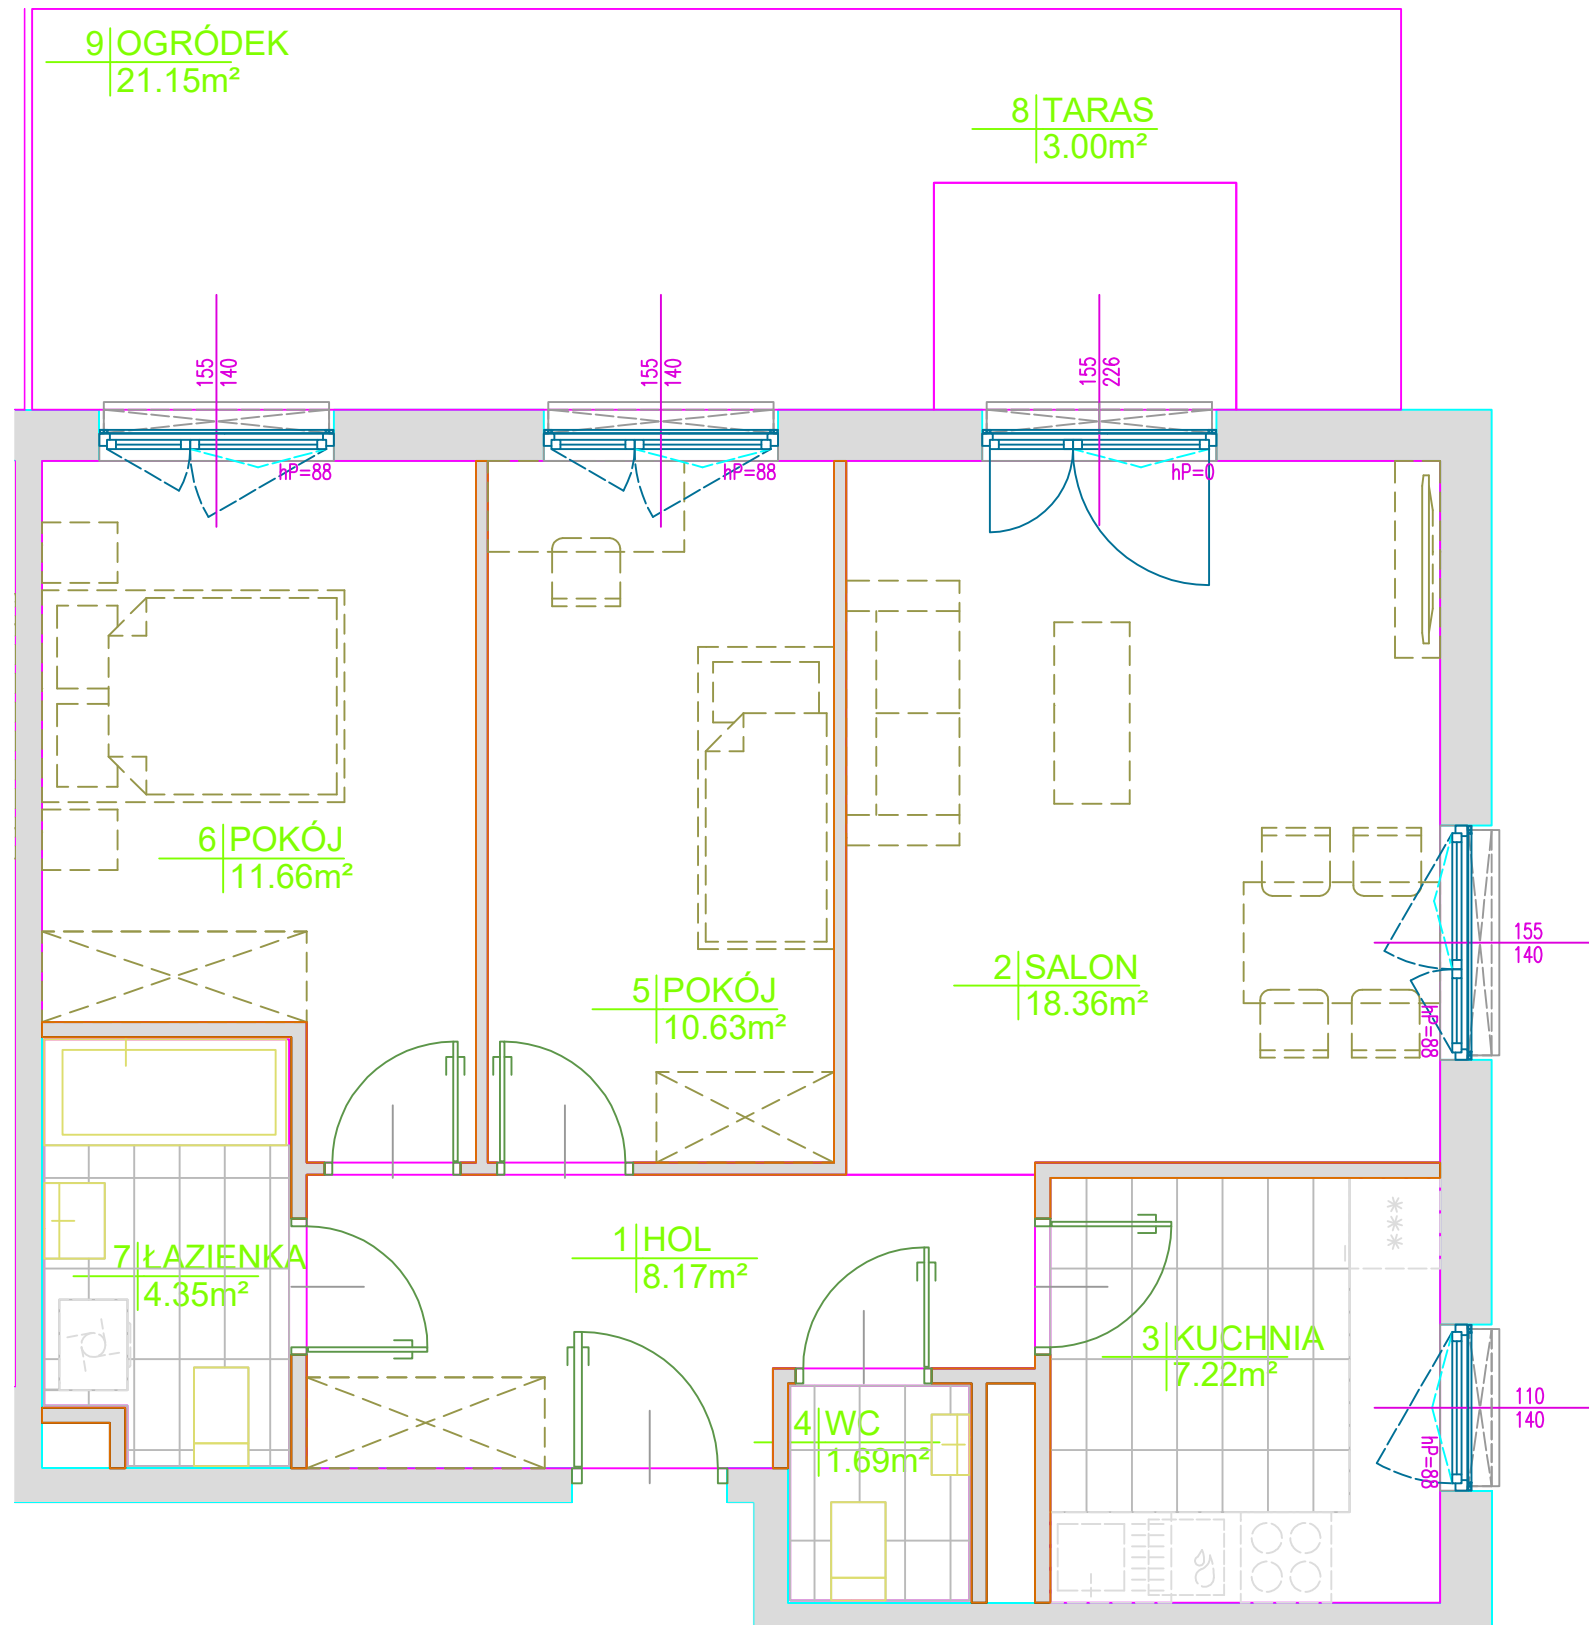 9 OGRÓDEK
21.15m²
8 TARAS
3.00m²
155
140
155
140
155
226
hP=88
hP=88
hP=0
6 POKÓJ
11.66m²
5 POKÓJ
10.63m²
2 SALON
18.36m²
155
140
hP=88
7 ŁAZIENKA
4.35m²
1 HOL
8.17m²
3 KUCHNIA
7.22m²
110
140
hP=88
4 WC
1.69m²